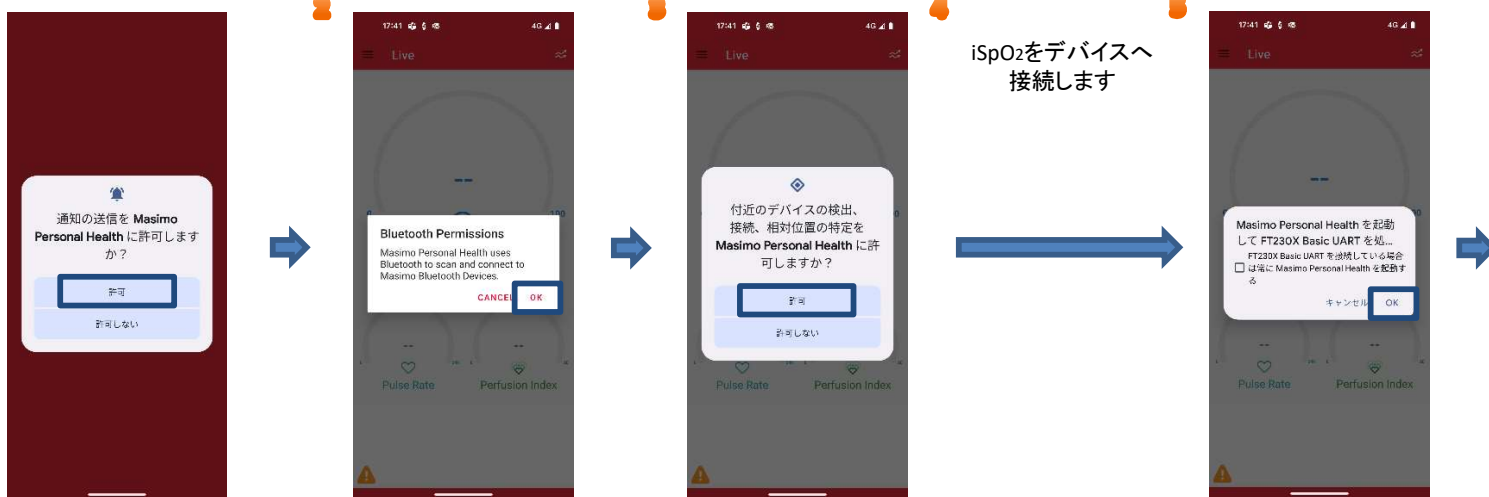 通知の送信を Masimo
Personal Health に許可します
か？
許可
許可しない
17:41
4G
Live
--
0
100
Bluetooth Permissions
Masimo Personal Health uses
Bluetooth to scan and connect to
Masimo Bluetooth Devices.
CANCEL
OK
--
--
Pulse Rate
Perfusion Index
17:41
4G
Live
付近のデバイスの検出、
接続、相対位置の特定を
Masimo Personal Health に許
可しますか？
許可
許可しない
Pulse Rate
Perfusion Index
iSpO2をデバイスへ
接続します
17:41
4G
Live
--
Masimo Personal Health を起動
して FT230X Basic UART を処...
FT230X Basic UART を接続している場合
は常に Masimo Personal Health を起動す
る
キャンセル
OK
--
--
Pulse Rate
Perfusion Index